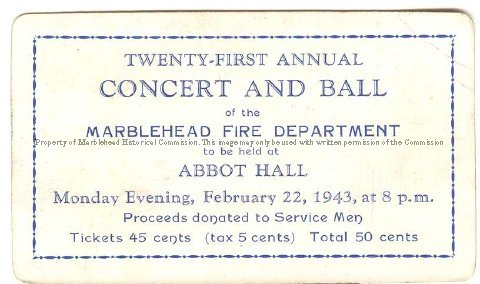 TWENTY-FIRST ANNUAL
CONCERT AND BALL
of the
MARBLEHEAD FIRE DEPARTMENT
Property of Marblehead Historical Commission. This image may only be used with written permission of the Commission
to be held at
ABBOT HALL
Monday Evening, February 22, 1943, at 8 p.m.
Proceeds donated to Service Men
Tickets 45 cents (tax 5 cents) Total 50 cents